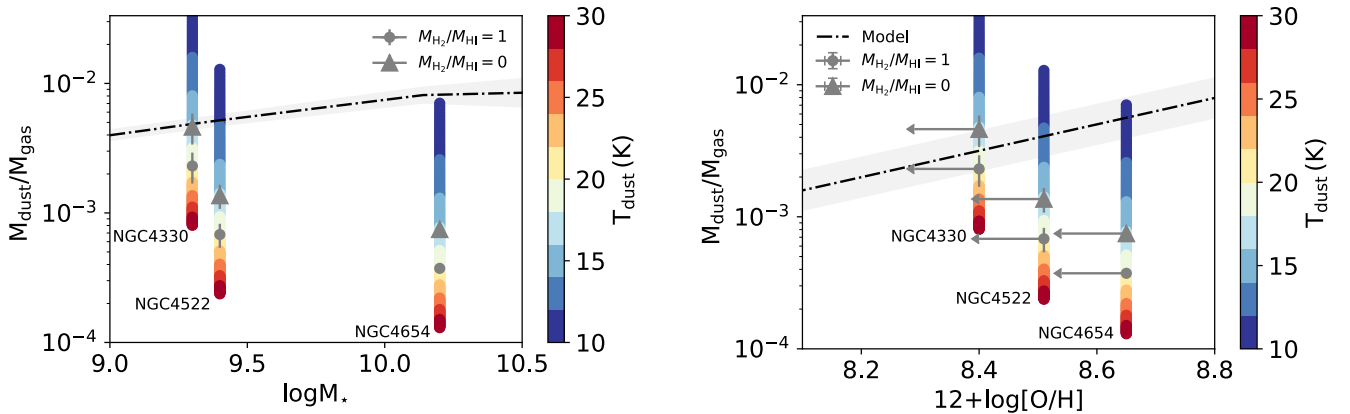 M_dust/M_gas
10⁻²
10⁻³
10⁻⁴
M_H₂/M_HI = 1
M_H₂/M_HI = 0
NGC4330
NGC4522
NGC4654
9.0 9.5 10.0 10.5
logM⋆
30
25
20
15
10
T_dust (K)
M_dust/M_gas
10⁻²
10⁻³
10⁻⁴
Model
M_H₂/M_HI = 1
M_H₂/M_HI = 0
NGC4330
NGC4522
NGC4654
8.2 8.4 8.6 8.8
12+log[O/H]
30
25
20
15
10
T_dust (K)